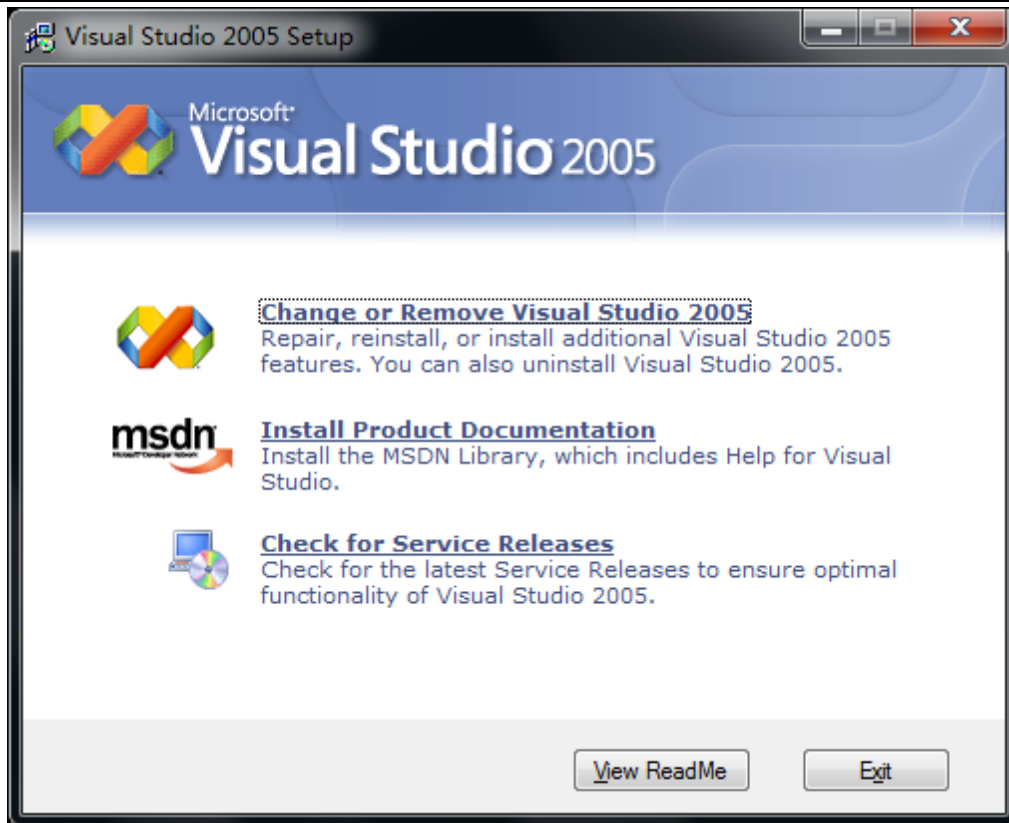 Visual Studio 2005 Setup
Microsoft
Visual Studio 2005
Change or Remove Visual Studio 2005
Repair, reinstall, or install additional Visual Studio 2005
features. You can also uninstall Visual Studio 2005.
msdn
Install Product Documentation
Install the MSDN Library, which includes Help for Visual
Studio.
Check for Service Releases
Check for the latest Service Releases to ensure optimal
functionality of Visual Studio 2005.
View ReadMe
Exit